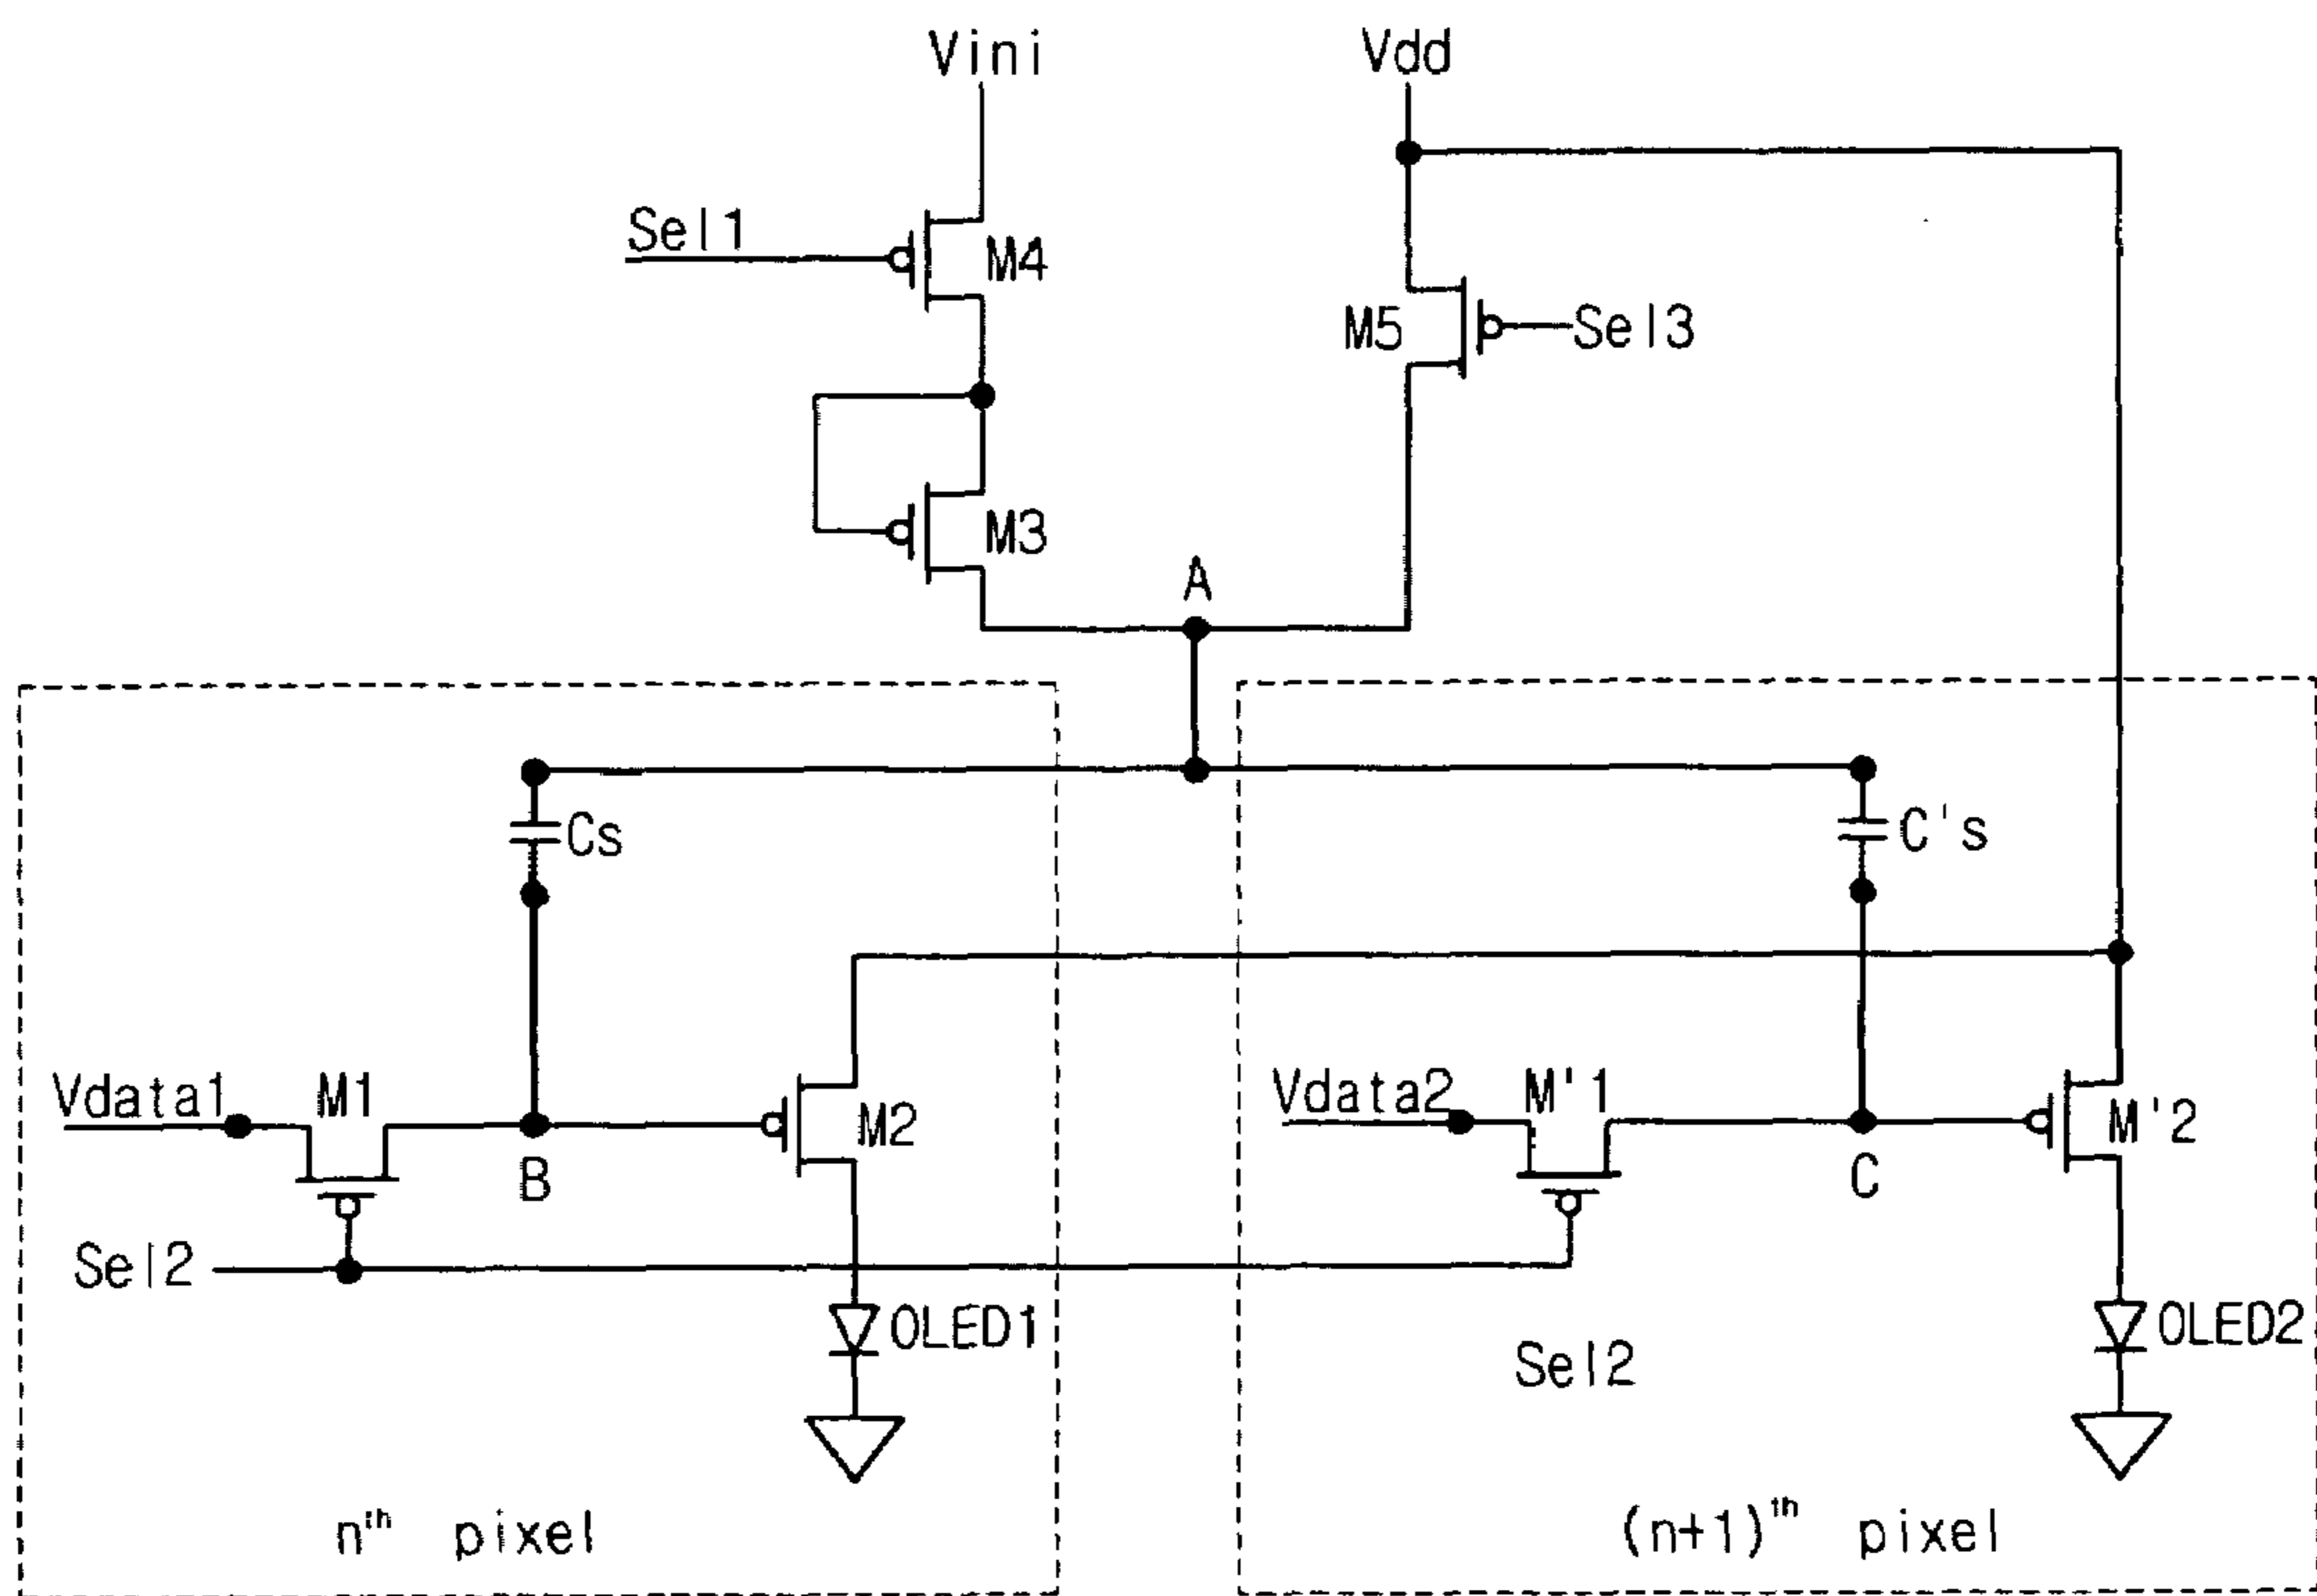 Vini
Vdd
Sel1
M4
M5
Sel3
M3
A
Cs
C's
Vdata1
M1
B
M2
Vdata2
M'1
C
M'2
Sel2
OLED1
Sel2
OLED2
nth pixel
(n+1)th pixel